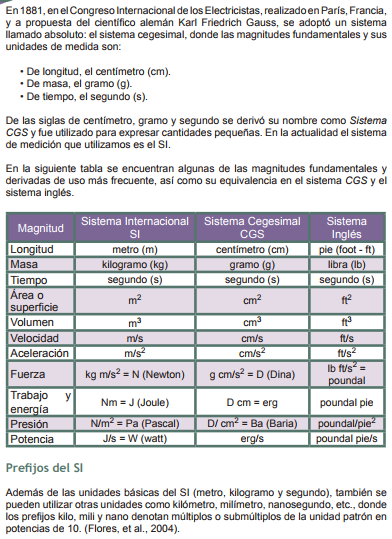 En 1881, en el Congreso Internacional de los Electricistas, realizado en París, Francia,
y a propuesta del científico alemán Karl Friedrich Gauss, se adoptó un sistema
llamado absoluto: el sistema cegesimal, donde las magnitudes fundamentales y sus
unidades de medida son:
• De longitud, el centímetro (cm).
• De masa, el gramo (g).
• De tiempo, el segundo (s).
De las siglas de centímetro, gramo y segundo se derivó su nombre como Sistema
CGS y fue utilizado para expresar cantidades pequeñas. En la actualidad el sistema
de medición que utilizamos es el SI.
En la siguiente tabla se encuentran algunas de las magnitudes fundamentales y
derivadas de uso más frecuente, así como su equivalencia en el sistema CGS y el
sistema inglés.
Magnitud Sistema Internacional SI Sistema Cegesimal CGS Sistema Inglés
Longitud metro (m) centímetro (cm) pie (foot - ft)
Masa kilogramo (kg) gramo (g) libra (lb)
Tiempo segundo (s) segundo (s) segundo (s)
Área o superficie m² cm² ft²
Volumen m³ cm³ ft³
Velocidad m/s cm/s ft/s
Aceleración m/s² cm/s² ft/s²
Fuerza kg m/s² = N (Newton) g cm/s² = D (Dina) lb ft/s² = poundal
Trabajo y energía Nm = J (Joule) D cm = erg poundal pie
Presión N/m² = Pa (Pascal) D/ cm² = Ba (Baria) poundal/pie²
Potencia J/s = W (watt) erg/s poundal pie/s
Prefijos del SI
Además de las unidades básicas del SI (metro, kilogramo y segundo), también se
pueden utilizar otras unidades como kilómetro, milímetro, nanosegundo, etc., donde
los prefijos kilo, mili y nano denotan múltiplos o submúltiplos de la unidad patrón en
potencias de 10. (Flores, et al., 2004).